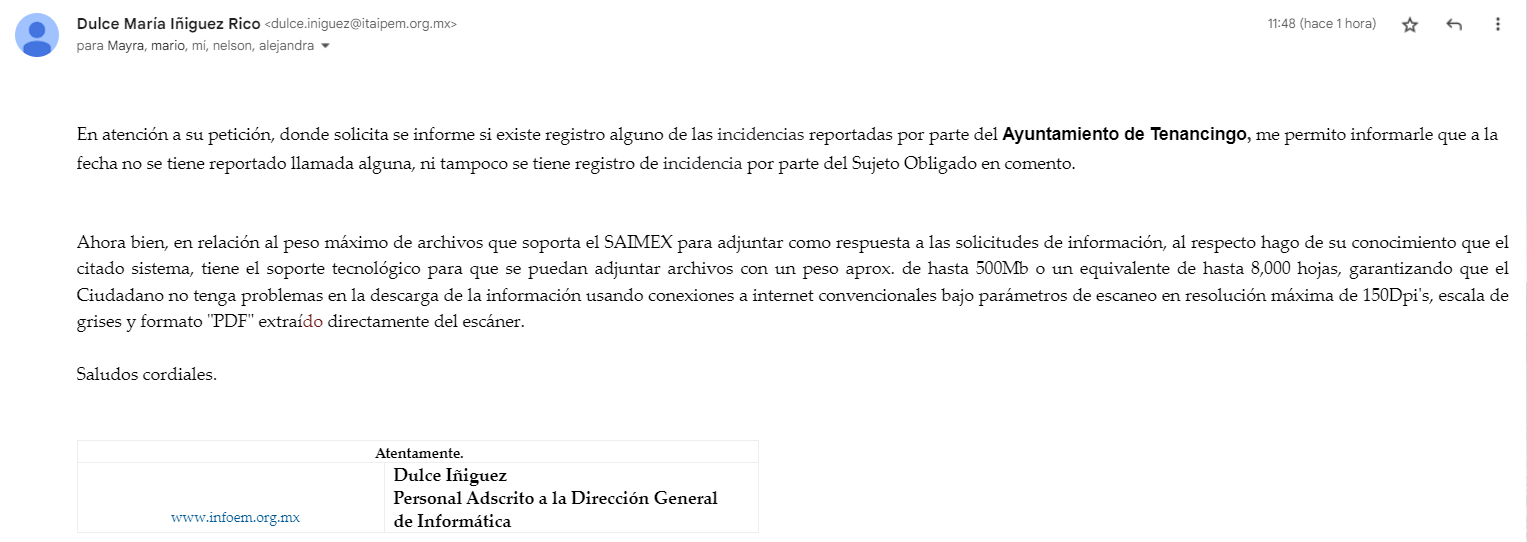 Dulce María Iñiguez Rico <dulce.iniguez@itaipem.org.mx>
11:48 (hace 1 hora)
para Mayra, mario, mí, nelson, alejandra
En atención a su petición, donde solicita se informe si existe registro alguno de las incidencias reportadas por parte del Ayuntamiento de Tenancingo, me permito informarle que a la
fecha no se tiene reportado llamada alguna, ni tampoco se tiene registro de incidencia por parte del Sujeto Obligado en comento.
Ahora bien, en relación al peso máximo de archivos que soporta el SAIMEX para adjuntar como respuesta a las solicitudes de información, al respecto hago de su conocimiento que el
citado sistema, tiene el soporte tecnológico para que se puedan adjuntar archivos con un peso aprox. de hasta 500Mb o un equivalente de hasta 8,000 hojas, garantizando que el
Ciudadano no tenga problemas en la descarga de la información usando conexiones a internet convencionales bajo parámetros de escaneo en resolución máxima de 150Dpi's, escala de
grises y formato "PDF" extraído directamente del escáner.
Saludos cordiales.
Atentamente.
Dulce Iñiguez
Personal Adscrito a la Dirección General
de Informática
www.infoem.org.mx